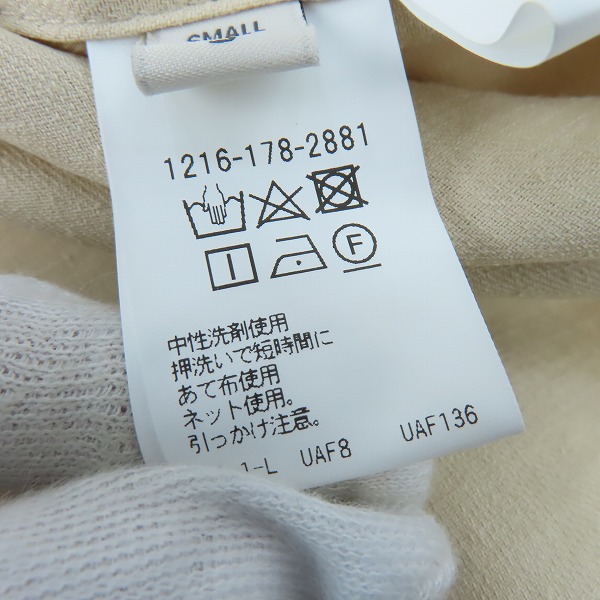 SMALL
1216-178-2881
F
中性洗剤使用
押洗いで短時間に
あて布使用
ネット使用。
引っかけ注意。
1-L UAF8 UAF136